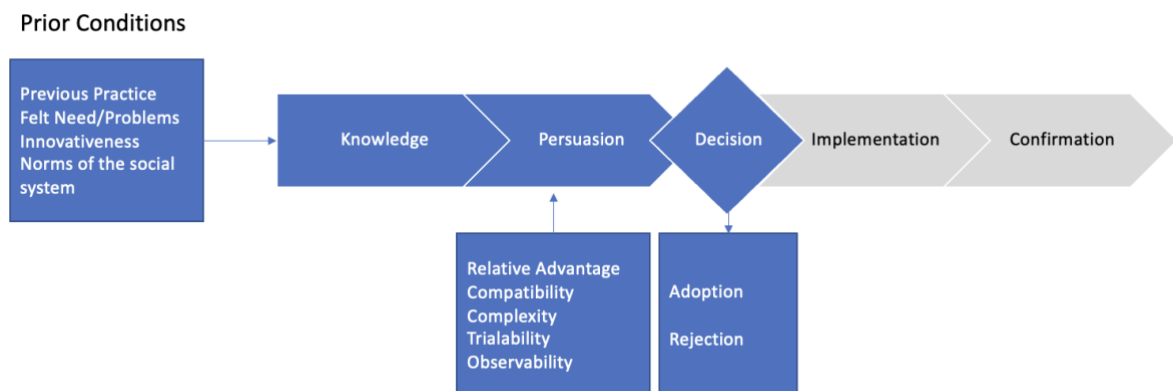 Prior Conditions
Previous Practice
Felt Need/Problems
Innovativeness
Norms of the social
system
Knowledge
Persuasion
Decision
Implementation
Confirmation
Relative Advantage
Compatibility
Complexity
Trialability
Observability
Adoption
Rejection